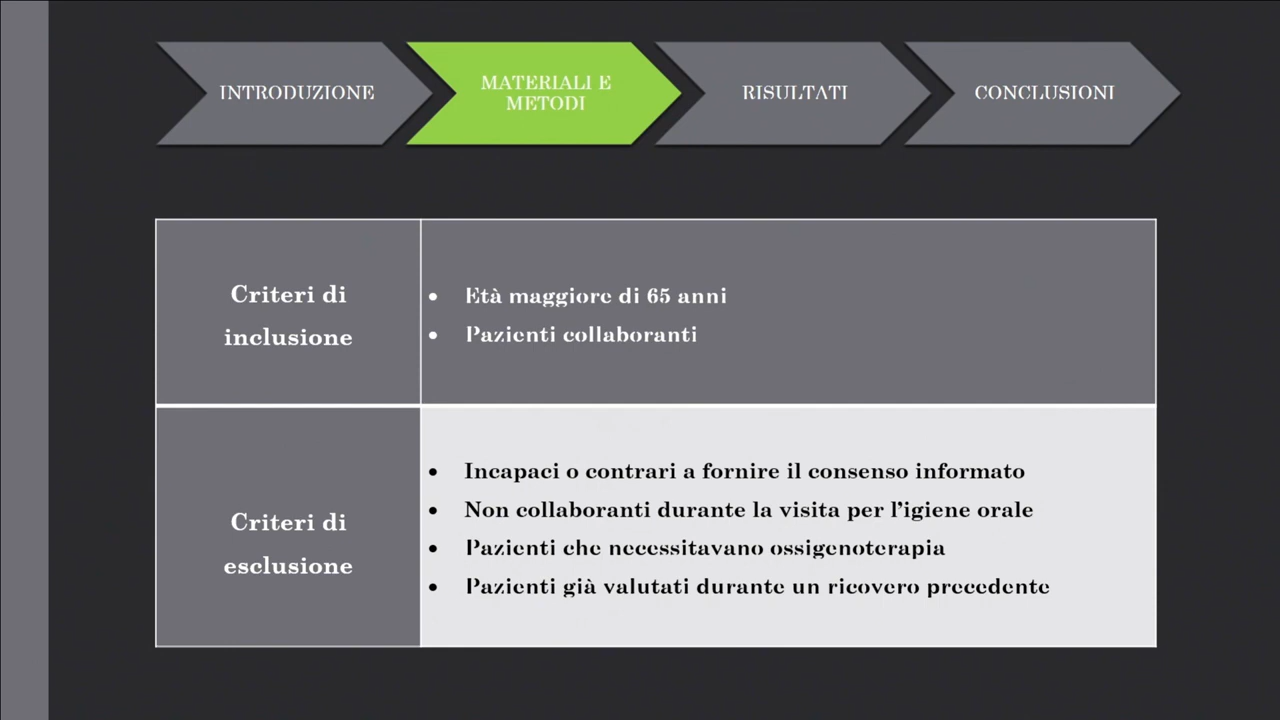 INTRODUZIONE
MATERIALI E
METODI
RISULTATI
CONCLUSIONI
Criteri di
inclusione
• Età maggiore di 65 anni
• Pazienti collaboranti
Criteri di
esclusione
• Incapaci o contrari a fornire il consenso informato
• Non collaboranti durante la visita per l’igiene orale
• Pazienti che necessitavano ossigenoterapia
• Pazienti già valutati durante un ricovero precedente